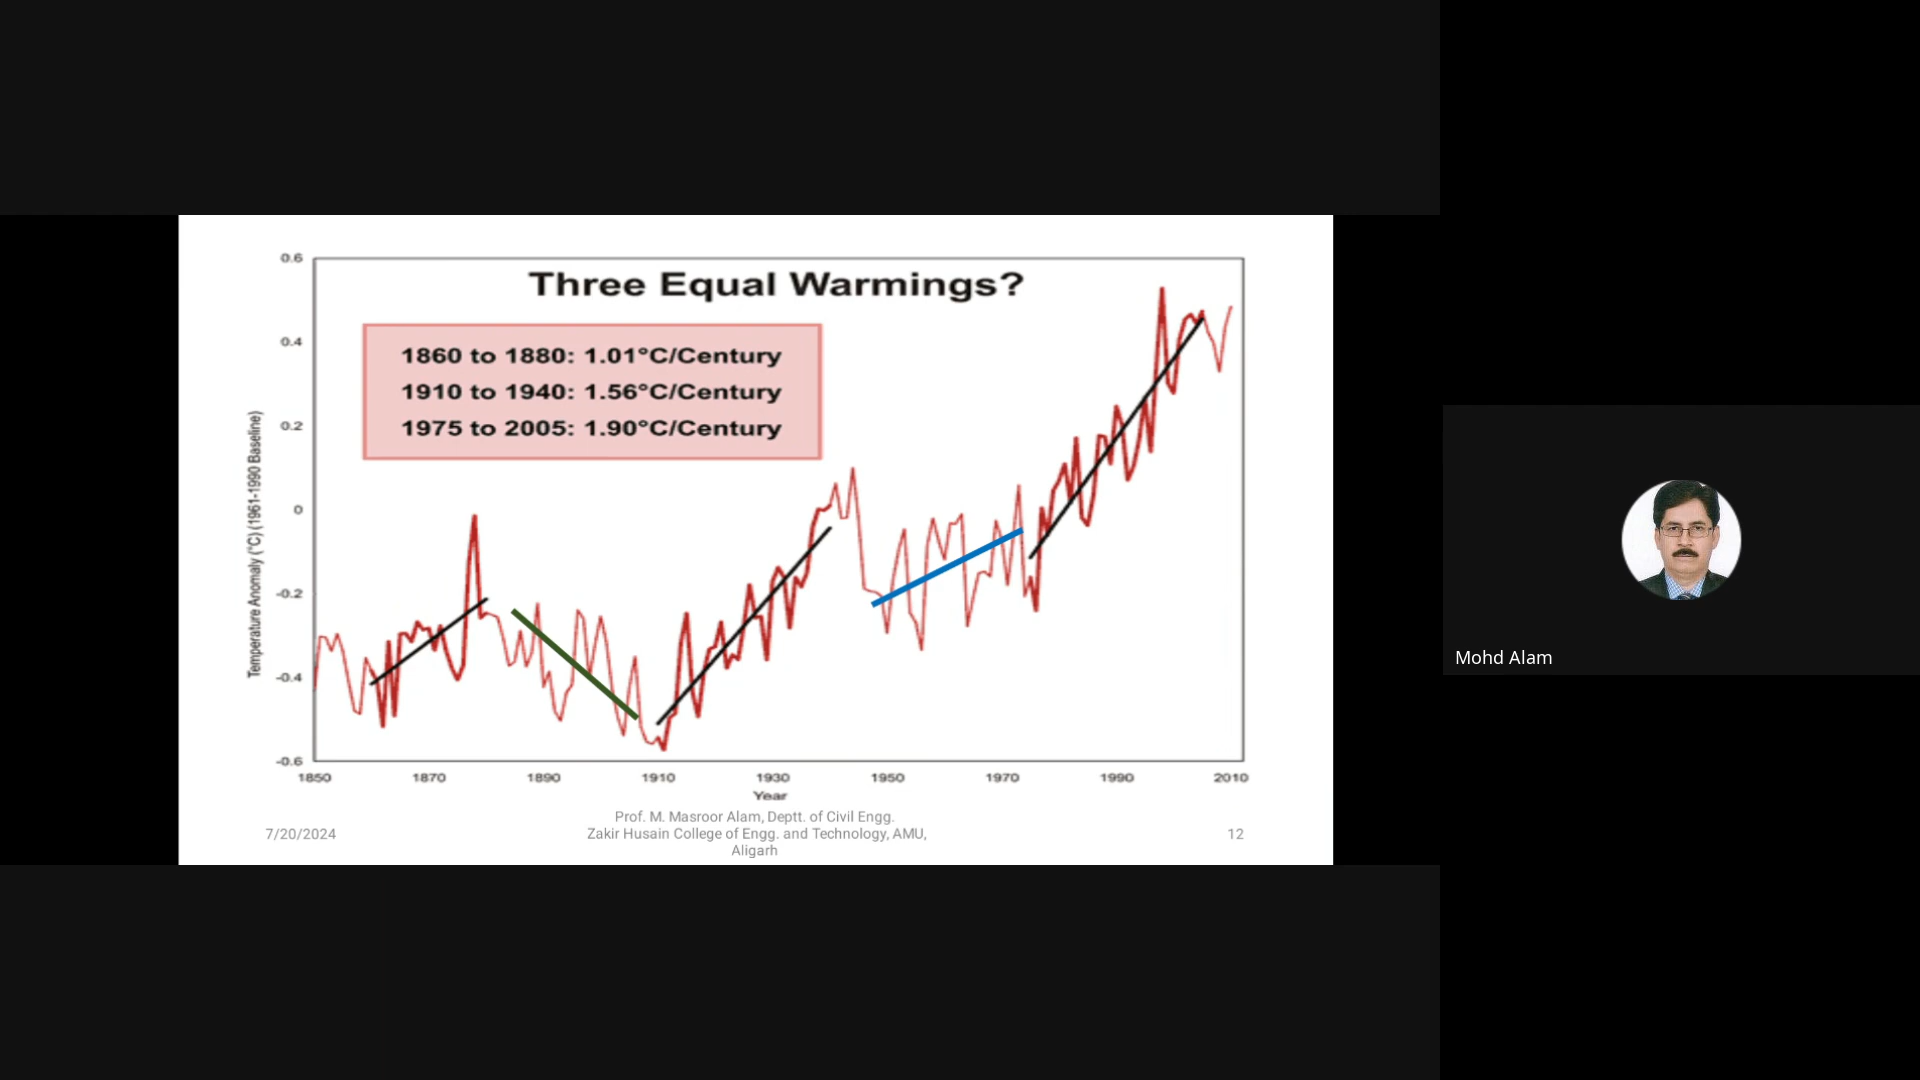 Three Equal Warmings?
1860 to 1880: 1.01°C/Century
1910 to 1940: 1.56°C/Century
1975 to 2005: 1.90°C/Century
0.6
0.4
0.2
0
-0.2
-0.4
-0.6
Temperature Anomaly (°C) (1961-1990 Baseline)
1850 1870 1890 1910 1930 1950 1970 1990 2010
Year
7/20/2024
Prof. M. Masroor Alam, Deptt. of Civil Engg.
Zakir Husain College of Engg. and Technology, AMU,
Aligarh
12
Mohd Alam